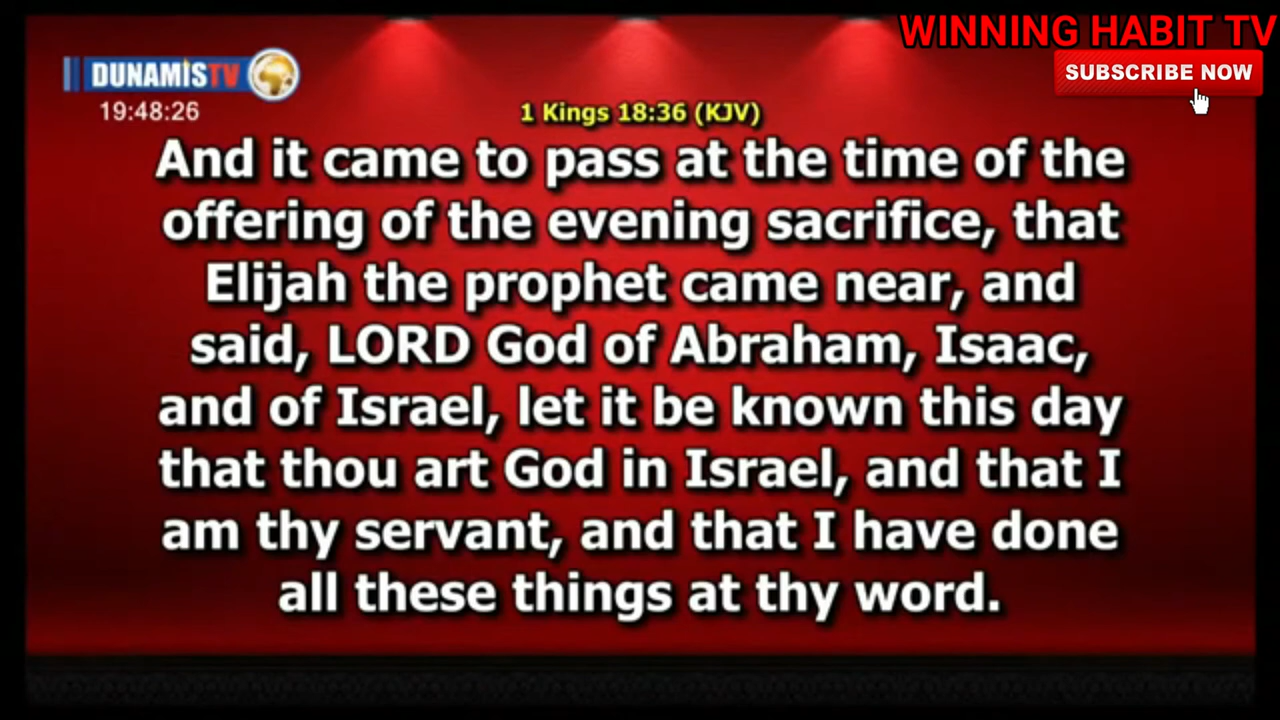 WINNING HABIT TV
DUNAMIS TV
SUBSCRIBE NOW
19:48:26
1 Kings 18:36 (KJV)
And it came to pass at the time of the
offering of the evening sacrifice, that
Elijah the prophet came near, and
said, LORD God of Abraham, Isaac,
and of Israel, let it be known this day
that thou art God in Israel, and that I
am thy servant, and that I have done
all these things at thy word.